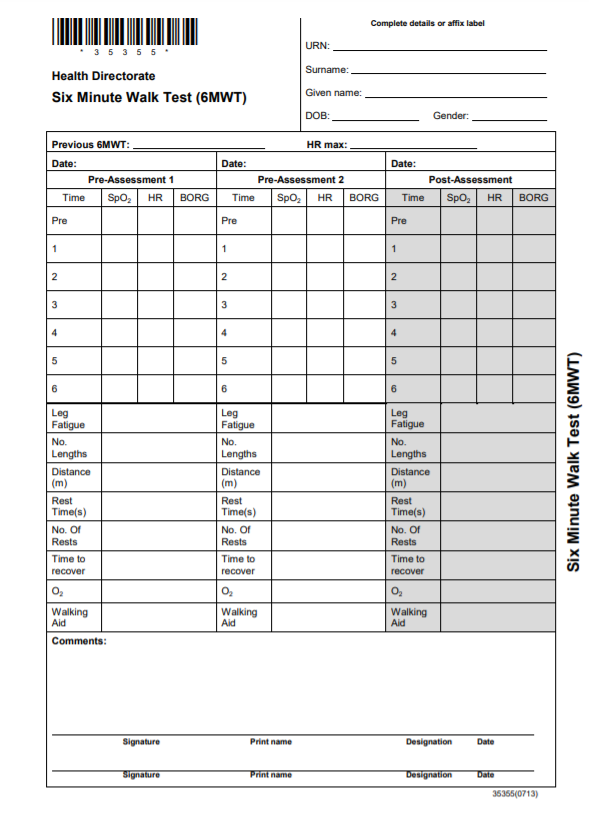 * 3 5 3 5 5 *
Health Directorate
Six Minute Walk Test (6MWT)
Complete details or affix label
URN:
Surname:
Given name:
DOB: Gender:
Previous 6MWT: HR max:
Date: Date: Date:
Pre-Assessment 1 Pre-Assessment 2 Post-Assessment
Time SpO₂ HR BORG Time SpO₂ HR BORG Time SpO₂ HR BORG
Pre Pre Pre
1 1 1
2 2 2
3 3 3
4 4 4
5 5 5
6 6 6
Leg Leg Leg
Fatigue Fatigue Fatigue
No. No. No.
Lengths Lengths Lengths
Distance Distance Distance
(m) (m) (m)
Rest Rest Rest
Time(s) Time(s) Time(s)
No. Of No. Of No. Of
Rests Rests Rests
Time to Time to Time to
recover recover recover
O₂ O₂ O₂
Walking Walking Walking
Aid Aid Aid
Comments:
Signature Print name Designation Date
Signature Print name Designation Date
35355(0713)
Six Minute Walk Test (6MWT)